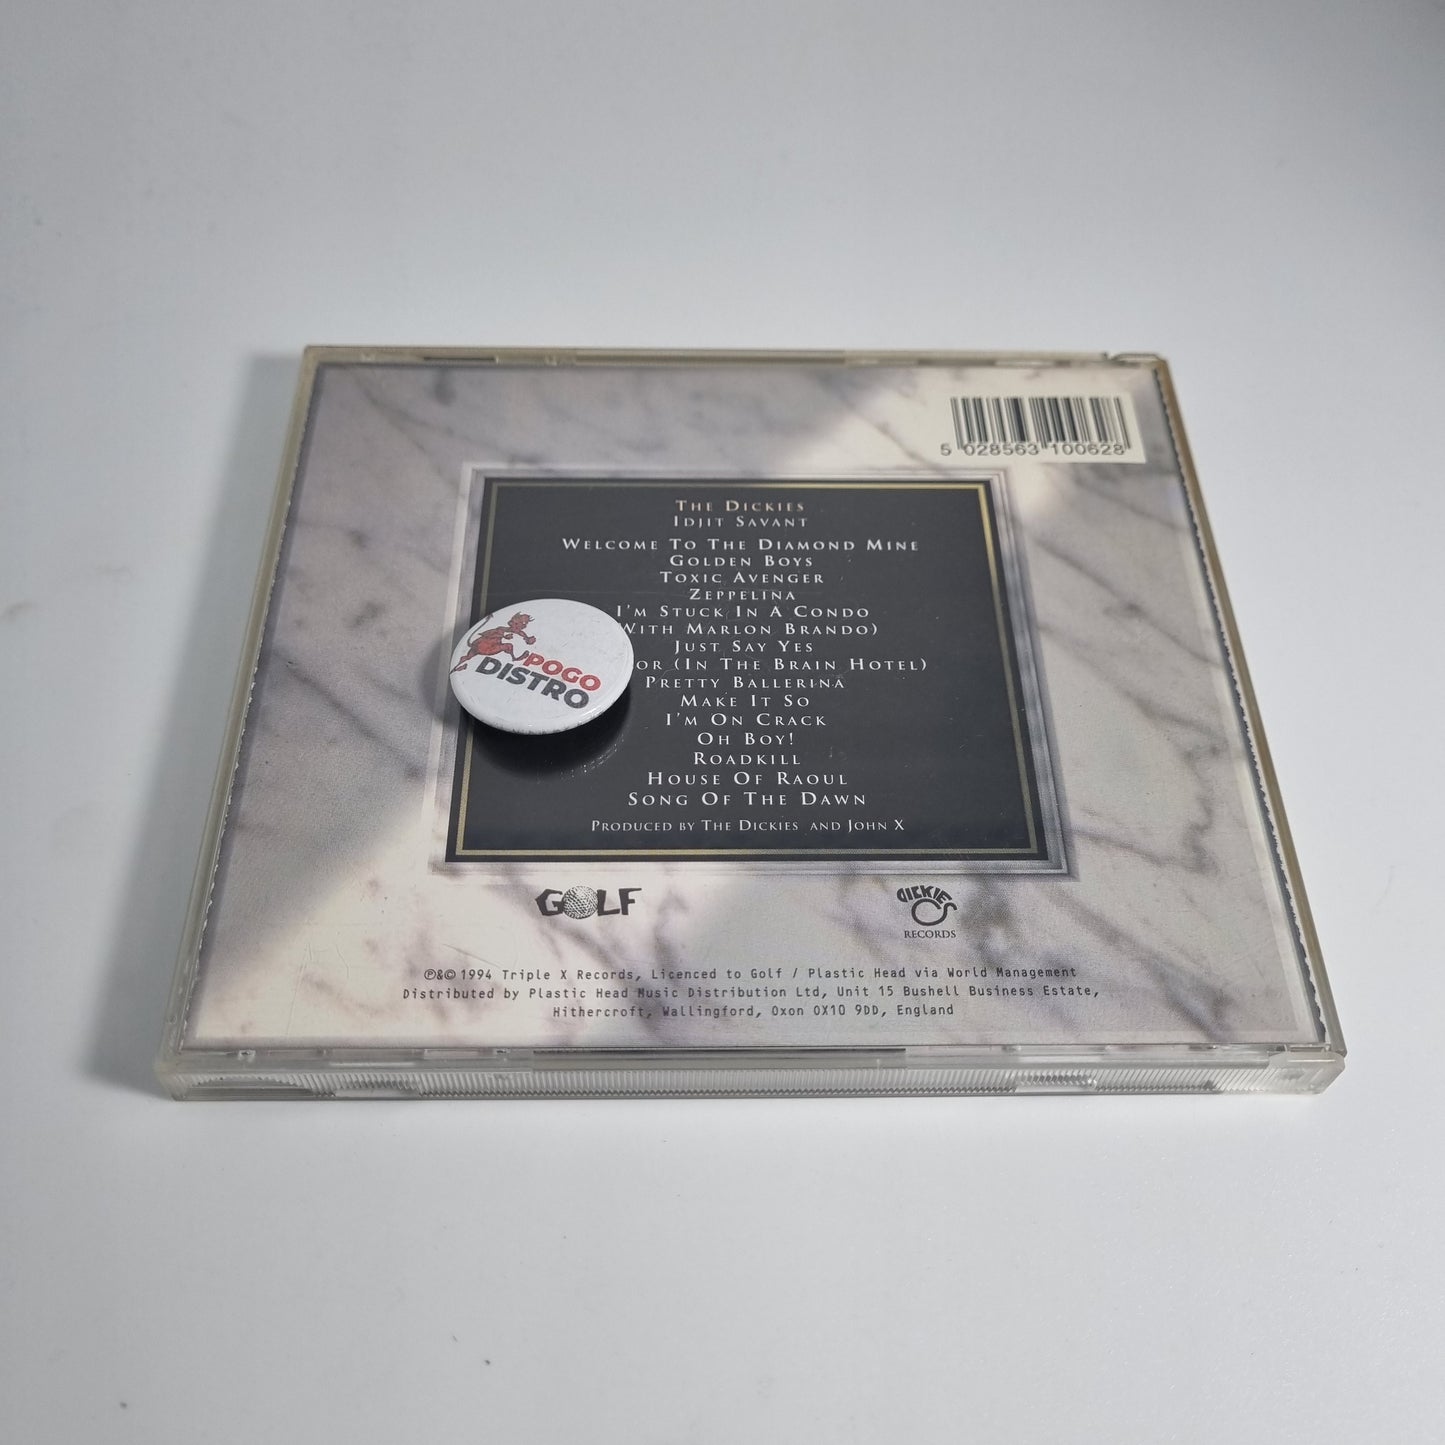 5 028563 100628
The Dickies
Idjit Savant
Welcome To The Diamond Mine
Golden Boys
Toxic Avenger
Zeppelina
I'm Stuck In A Condo
With Marlon Brando)
Just Say Yes
(In The Brain Hotel)
Pretty Ballerina
Make It So
I'm On Crack
Oh Boy!
Roadkill
House Of Raoul
Song Of The Dawn
Produced by The Dickies and John X
POGO
DISTRO
GOLF
DICKIES
RECORDS
℗&© 1994 Triple X Records, Licenced to Golf / Plastic Head via World Management
Distributed by Plastic Head Music Distribution Ltd, Unit 15 Bushell Business Estate,
Hithercroft, Wallingford, Oxon OX10 9DD, England